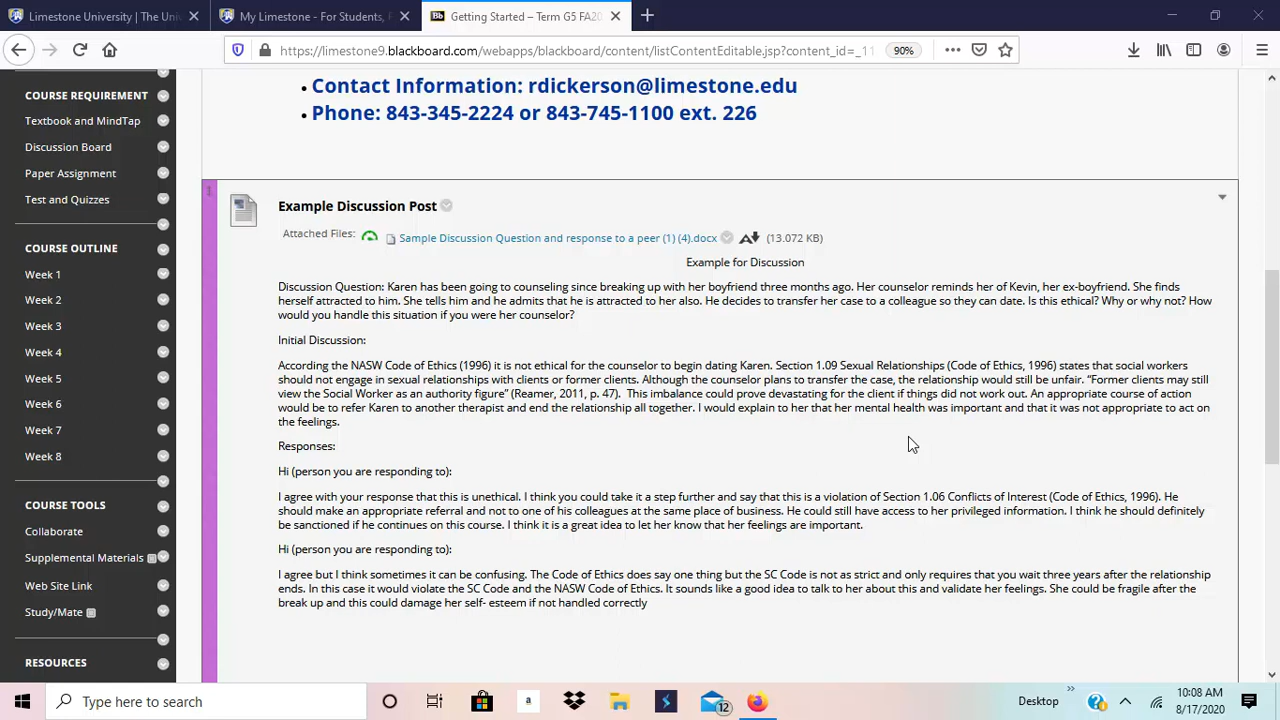 Limestone University | The Uni
My Limestone - For Students, F
Bb Getting Started – Term G5 FA20
https://limestone9.blackboard.com/webapps/blackboard/content/listContentEditable.jsp?content_id=_11
90%
COURSE REQUIREMENT
Textbook and MindTap
Discussion Board
Paper Assignment
Test and Quizzes
COURSE OUTLINE
Week 1
Week 2
Week 3
Week 4
Week 5
Week 6
Week 7
Week 8
COURSE TOOLS
Collaborate
Supplemental Materials
Web Site Link
Study/Mate
RESOURCES
• Contact Information: rdickerson@limestone.edu
• Phone: 843-345-2224 or 843-745-1100 ext. 226
Example Discussion Post
Attached Files: Sample Discussion Question and response to a peer (1) (4).docx A (13.072 KB)
Example for Discussion
Discussion Question: Karen has been going to counseling since breaking up with her boyfriend three months ago. Her counselor reminds her of Kevin, her ex-boyfriend. She finds
herself attracted to him. She tells him and he admits that he is attracted to her also. He decides to transfer her case to a colleague so they can date. Is this ethical? Why or why not? How
would you handle this situation if you were her counselor?
Initial Discussion:
According the NASW Code of Ethics (1996) it is not ethical for the counselor to begin dating Karen. Section 1.09 Sexual Relationships (Code of Ethics, 1996) states that social workers
should not engage in sexual relationships with clients or former clients. Although the counselor plans to transfer the case, the relationship would still be unfair. “Former clients may still
view the Social Worker as an authority figure” (Reamer, 2011, p. 47). This imbalance could prove devastating for the client if things did not work out. An appropriate course of action
would be to refer Karen to another therapist and end the relationship all together. I would explain to her that her mental health was important and that it was not appropriate to act on
the feelings.
Responses:
Hi (person you are responding to):
I agree with your response that this is unethical. I think you could take it a step further and say that this is a violation of Section 1.06 Conflicts of Interest (Code of Ethics, 1996). He
should make an appropriate referral and not to one of his colleagues at the same place of business. He could still have access to her privileged information. I think he should definitely
be sanctioned if he continues on this course. I think it is a great idea to let her know that her feelings are important.
Hi (person you are responding to):
I agree but I think sometimes it can be confusing. The Code of Ethics does say one thing but the SC Code is not as strict and only requires that you wait three years after the relationship
ends. In this case it would violate the SC Code and the NASW Code of Ethics. It sounds like a good idea to talk to her about this and validate her feelings. She could be fragile after the
break up and this could damage her self- esteem if not handled correctly
Type here to search
a
12
Desktop
10:08 AM
8/17/2020